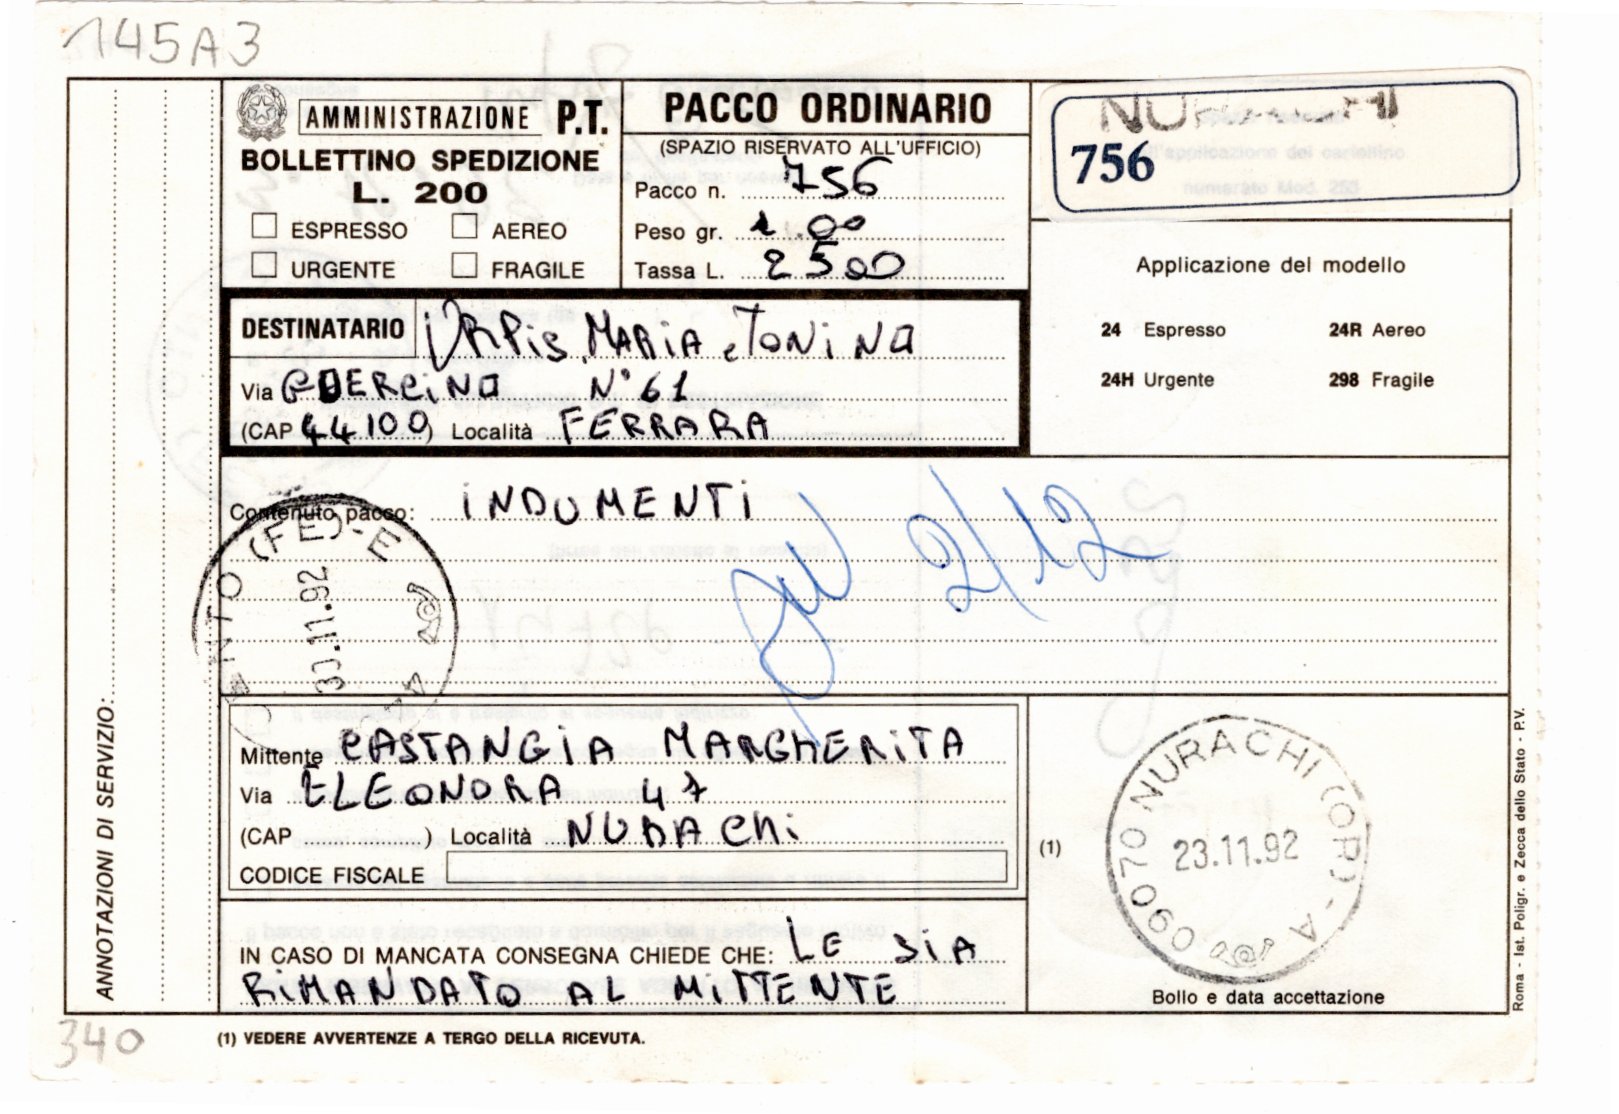 145A3
AMMINISTRAZIONE P.T.
BOLLETTINO SPEDIZIONE
L. 200
ESPRESSO AEREO
URGENTE FRAGILE
PACCO ORDINARIO
(SPAZIO RISERVATO ALL'UFFICIO)
Pacco n. 756
Peso gr. 1.00
Tassa L. 2500
756
Applicazione del modello
24 Espresso 24R Aereo
24H Urgente 298 Fragile
DESTINATARIO URPiS MARiA e TONiNA
Via GUERCiNO N° 61
(CAP 44100) Località FERRARA
Contenuto pacco: iNDUMENTi
2/12
NTO (FE)-E
30.11.92
Mittente CASTANGiA MARGHERiTA
Via ELEONORA 47
(CAP ) Località NURAChi
CODICE FISCALE
(1)
09070 NURACHI (OR) - A
23.11.92
Bollo e data accettazione
IN CASO DI MANCATA CONSEGNA CHIEDE CHE: LE SiA
RiMANDATO AL MiTTENTE
ANNOTAZIONI DI SERVIZIO:
Roma - Ist. Poligr. e Zecca dello Stato - P.V.
340
(1) VEDERE AVVERTENZE A TERGO DELLA RICEVUTA.